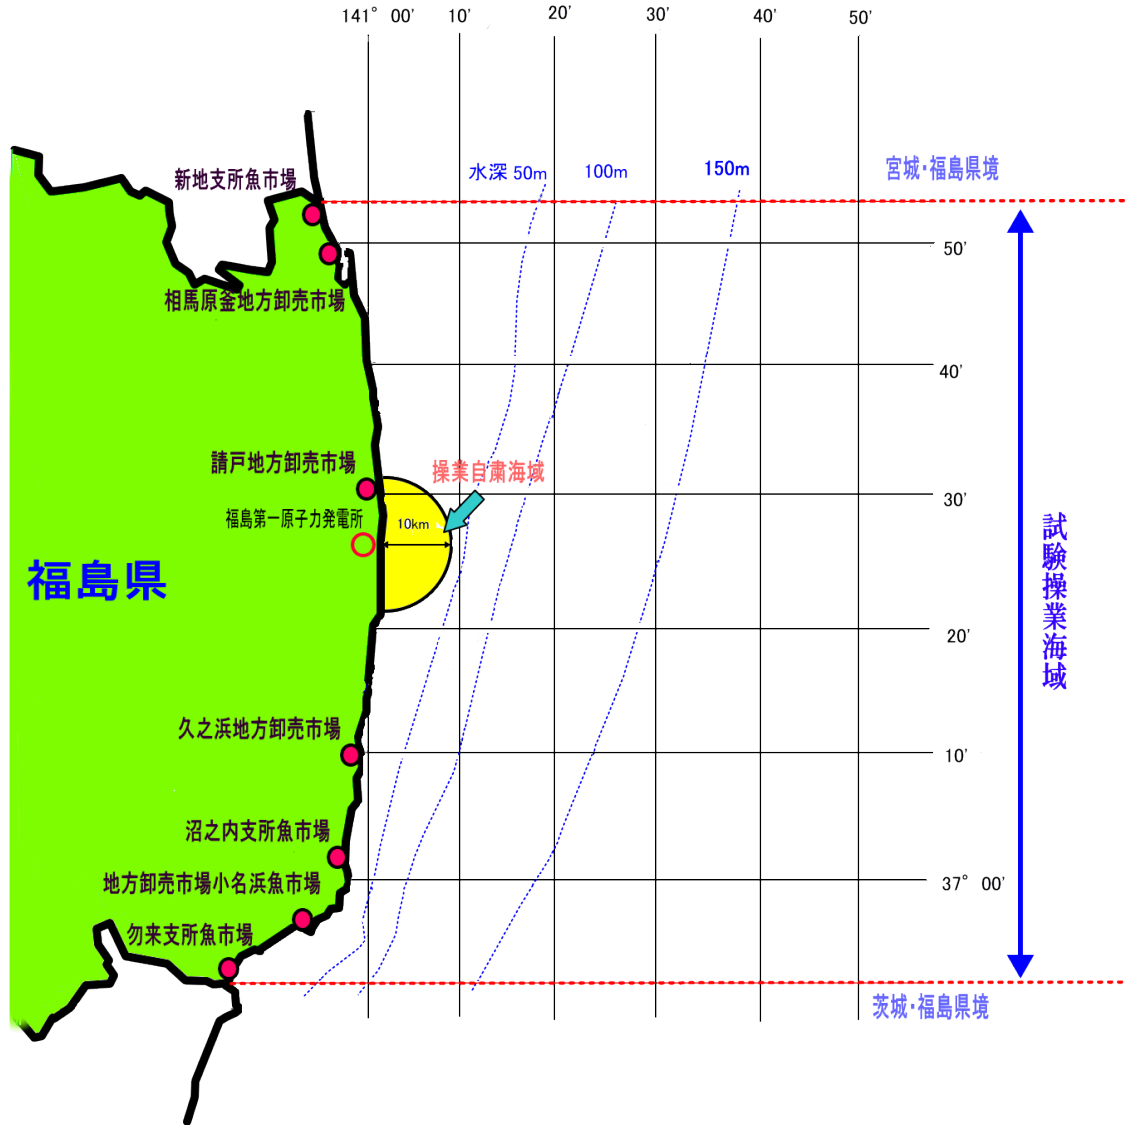 141° 00' 10' 20' 30' 40' 50'
水深 50m 100m 150m
宮城・福島県境
新地支所魚市場
50'
相馬原釜地方卸売市場
40'
請戸地方卸売市場
操業自粛海域
30'
福島第一原子力発電所
10km
試験操業海域
福島県
20'
久之浜地方卸売市場
10'
沼之内支所魚市場
地方卸売市場小名浜魚市場
37° 00'
勿来支所魚市場
茨城・福島県境